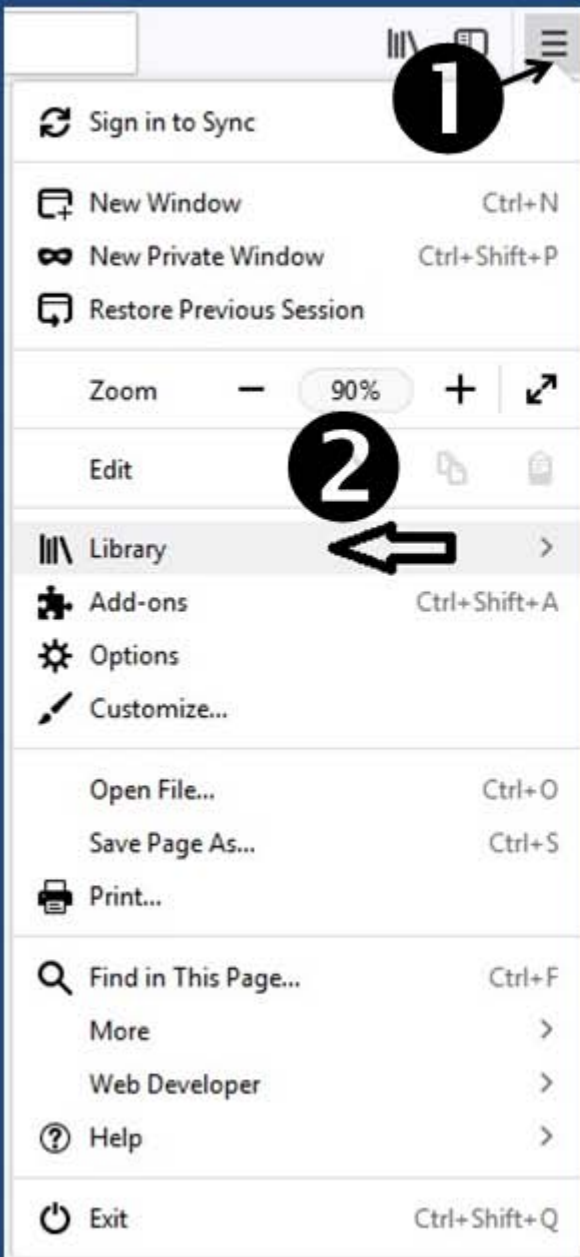 1
Sign in to Sync
New Window Ctrl+N
New Private Window Ctrl+Shift+P
Restore Previous Session
Zoom − 90% +
Edit 2
Library >
Add-ons Ctrl+Shift+A
Options
Customize...
Open File... Ctrl+O
Save Page As... Ctrl+S
Print...
Find in This Page... Ctrl+F
More >
Web Developer >
? Help >
Exit Ctrl+Shift+Q